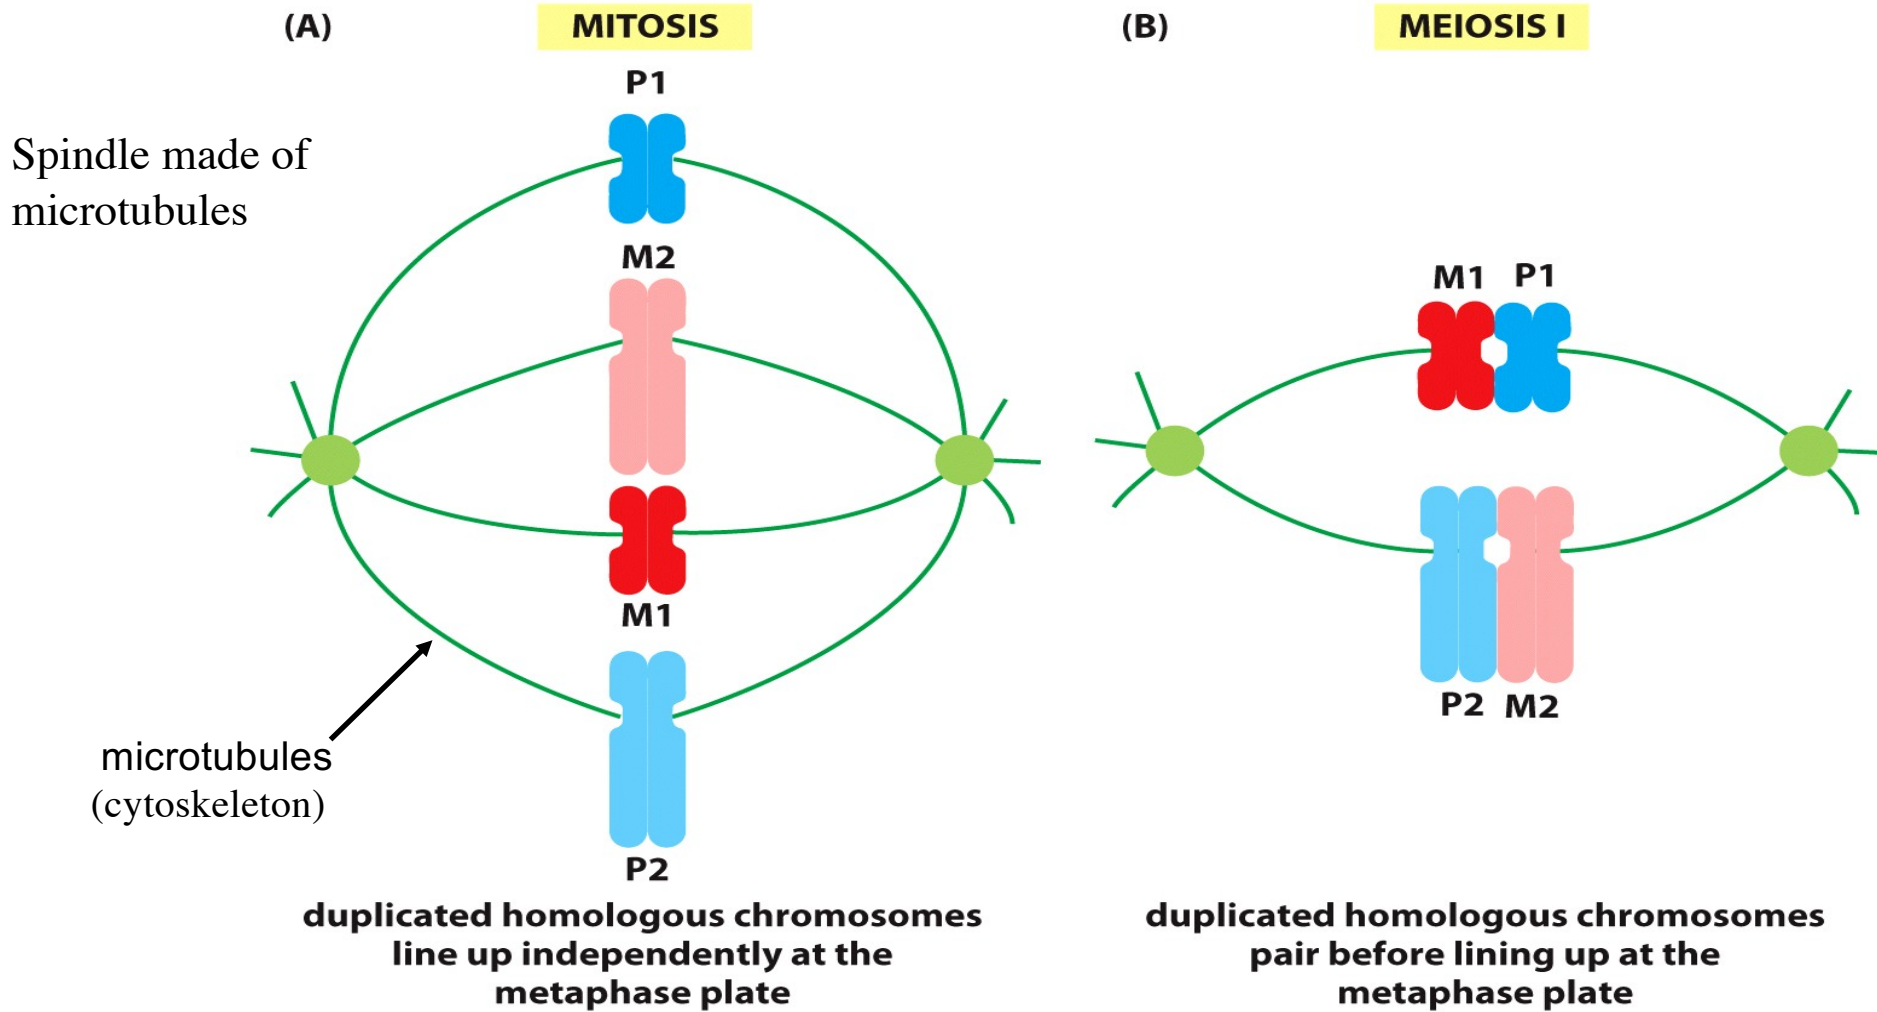 (A)
MITOSIS
P1
Spindle made of
microtubules
M2
M1
microtubules
(cytoskeleton)
P2
duplicated homologous chromosomes
line up independently at the
metaphase plate
(B)
MEIOSIS I
M1 P1
P2 M2
duplicated homologous chromosomes
pair before lining up at the
metaphase plate